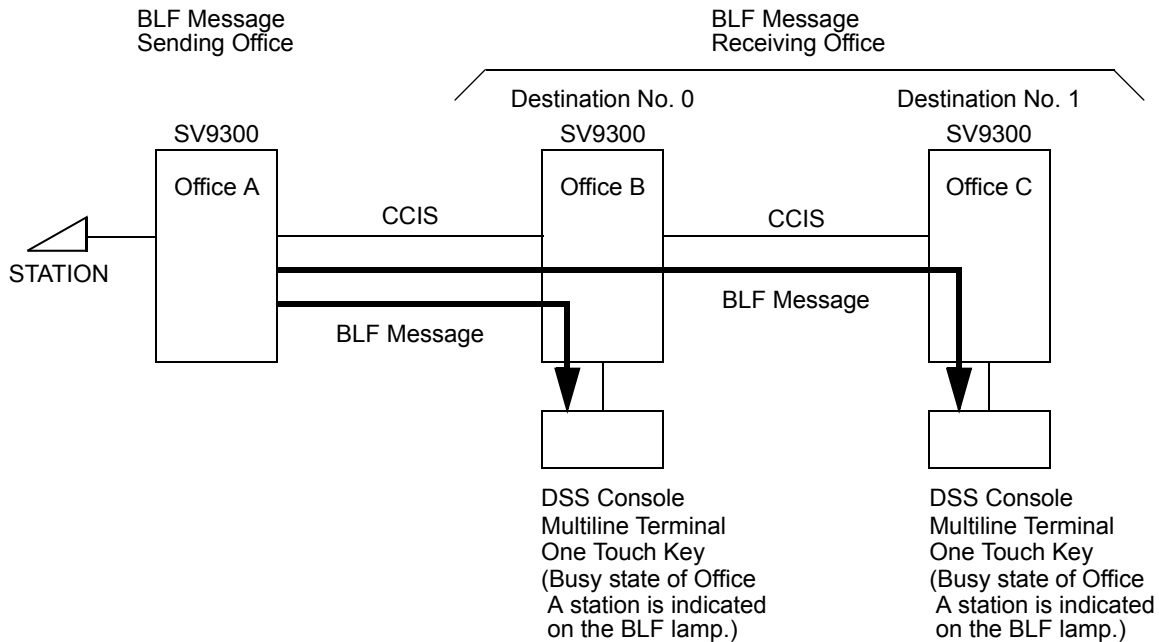 BLF Message
Sending Office
BLF Message
Receiving Office
Destination No. 0
Destination No. 1
SV9300
SV9300
SV9300
Office A
Office B
Office C
CCIS
CCIS
STATION
BLF Message
BLF Message
DSS Console
Multiline Terminal
One Touch Key
(Busy state of Office
A station is indicated
on the BLF lamp.)
DSS Console
Multiline Terminal
One Touch Key
(Busy state of Office
A station is indicated
on the BLF lamp.)